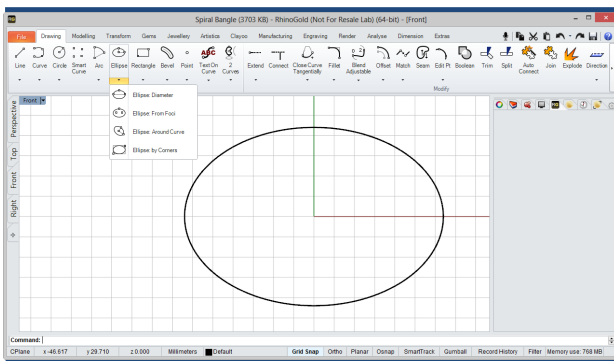 Spiral Bangle (3703 KB) - RhinoGold (Not For Resale Lab) (64-bit) - [Front]
File Drawing Modelling Transform Gems Jewellery Artistics Clayoo Manufacturing Engraving Render Analyse Dimension Extras
Line Curve Circle Smart Curve Arc Ellipse Rectangle Bevel Point Text On Curve 2 Curves Extend Connect Close Curve Tangentially Fillet Blend Adjustable Offset Match Seam Edit Pt Boolean Trim Split Auto Connect Join Explode Direction
Modify
Front
Ellipse: Diameter
Ellipse: From Foci
Ellipse: Around Curve
Ellipse: by Corners
Perspective
Top
Front
Right
Command:
CPlane x -46.617 y 29.710 z 0.000 Millimeters Default Grid Snap Ortho Planar Osnap SmartTrack Gumball Record History Filter Memory use: 768 MB